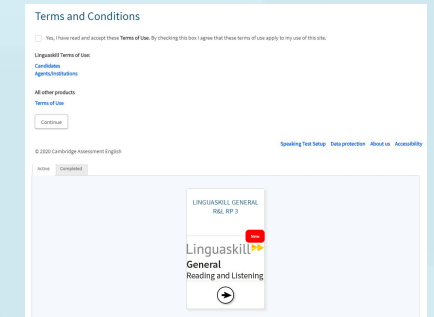 Terms and Conditions
Yes, I have read and accept these Terms of Use. By checking this box I agree that these terms of use apply to my use of this site.
Linguaskill Terms of Use:
Candidates
Agents/Institutions
All other products
Terms of Use
Continue
Speaking Test Setup Data protection About us Accessibility
© 2020 Cambridge Assessment English
Active Completed
LINGUASKILL GENERAL
R&L RP 3
New
Linguaskill
General
Reading and Listening